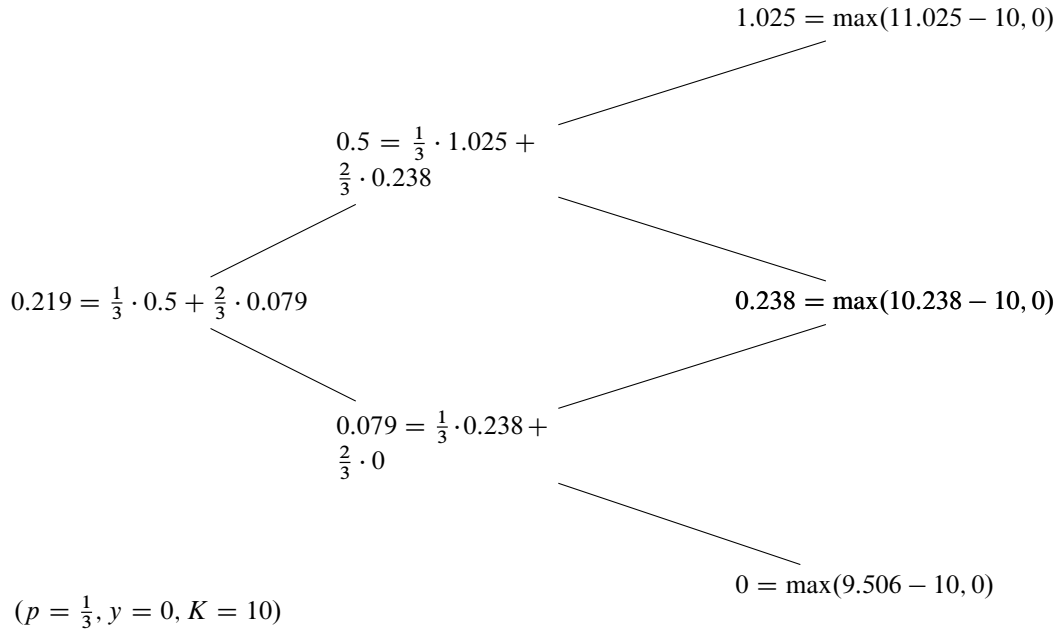 1.025 = max(11.025 − 10, 0)
0.5 = 1/3 · 1.025 +
2/3 · 0.238
0.219 = 1/3 · 0.5 + 2/3 · 0.079
0.238 = max(10.238 − 10, 0)
0.079 = 1/3 · 0.238 +
2/3 · 0
0 = max(9.506 − 10, 0)
(p = 1/3, y = 0, K = 10)